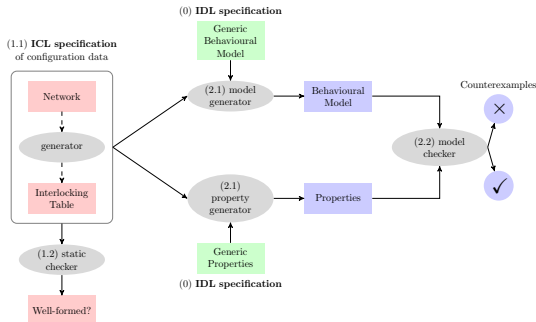 (0) IDL specification
Generic
Behavioural
Model
(1.1) ICL specification
of configuration data
Network
generator
Interlocking
Table
(1.2) static
checker
Well-formed?
(2.1) model
generator
Behavioural
Model
(2.1)
property
generator
Properties
Generic
Properties
(0) IDL specification
(2.2) model
checker
Counterexamples